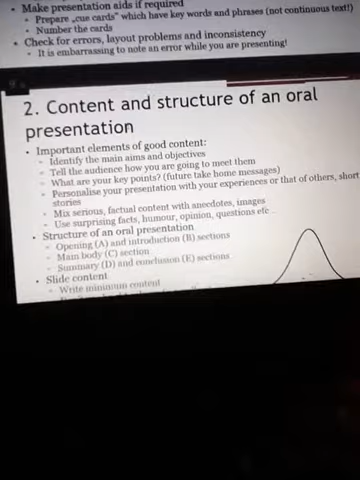 • Make presentation aids if required
▫ Prepare „cue cards" which have key words and phrases (not continuous text!)
▫ Number the cards
• Check for errors, layout problems and inconsistency
▫ It is embarrassing to note an error while you are presenting!
2. Content and structure of an oral
presentation
• Important elements of good content:
▫ Identify the main aims and objectives
▫ Tell the audience how you are going to meet them
▫ What are your key points? (future take home messages)
▫ Personalise your presentation with your experiences or that of others, short
stories
▫ Mix serious, factual content with anecdotes, images
▫ Use surprising facts, humour, opinion, questions etc...
• Structure of an oral presentation
▫ Opening (A) and introduction (B) sections
▫ Main body (C) section
▫ Summary (D) and conclusion (E) sections
• Slide content
▫ Write minimum content